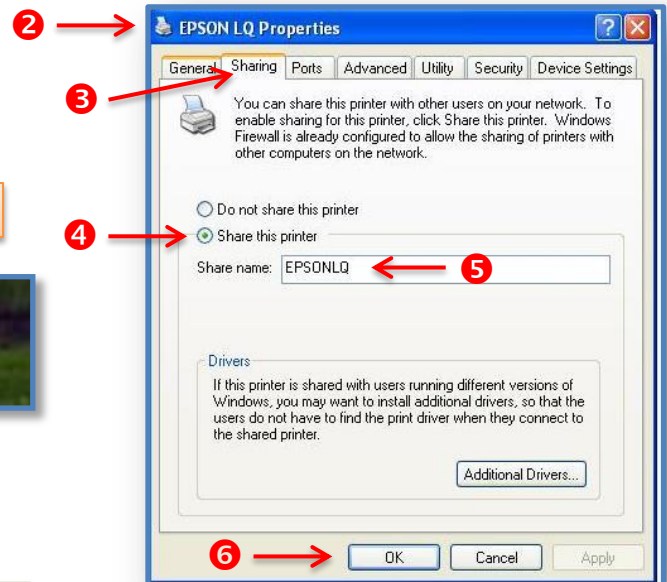 ❷ EPSON LQ Properties
General Sharing Ports Advanced Utility Security Device Settings
❸
You can share this printer with other users on your network. To
enable sharing for this printer, click Share this printer. Windows
Firewall is already configured to allow the sharing of printers with
other computers on the network.
Do not share this printer
❹ Share this printer
Share name: EPSONLQ ❺
Drivers
If this printer is shared with users running different versions of
Windows, you may want to install additional drivers, so that the
users do not have to find the print driver when they connect to
the shared printer.
Additional Drivers...
❻ OK Cancel Apply